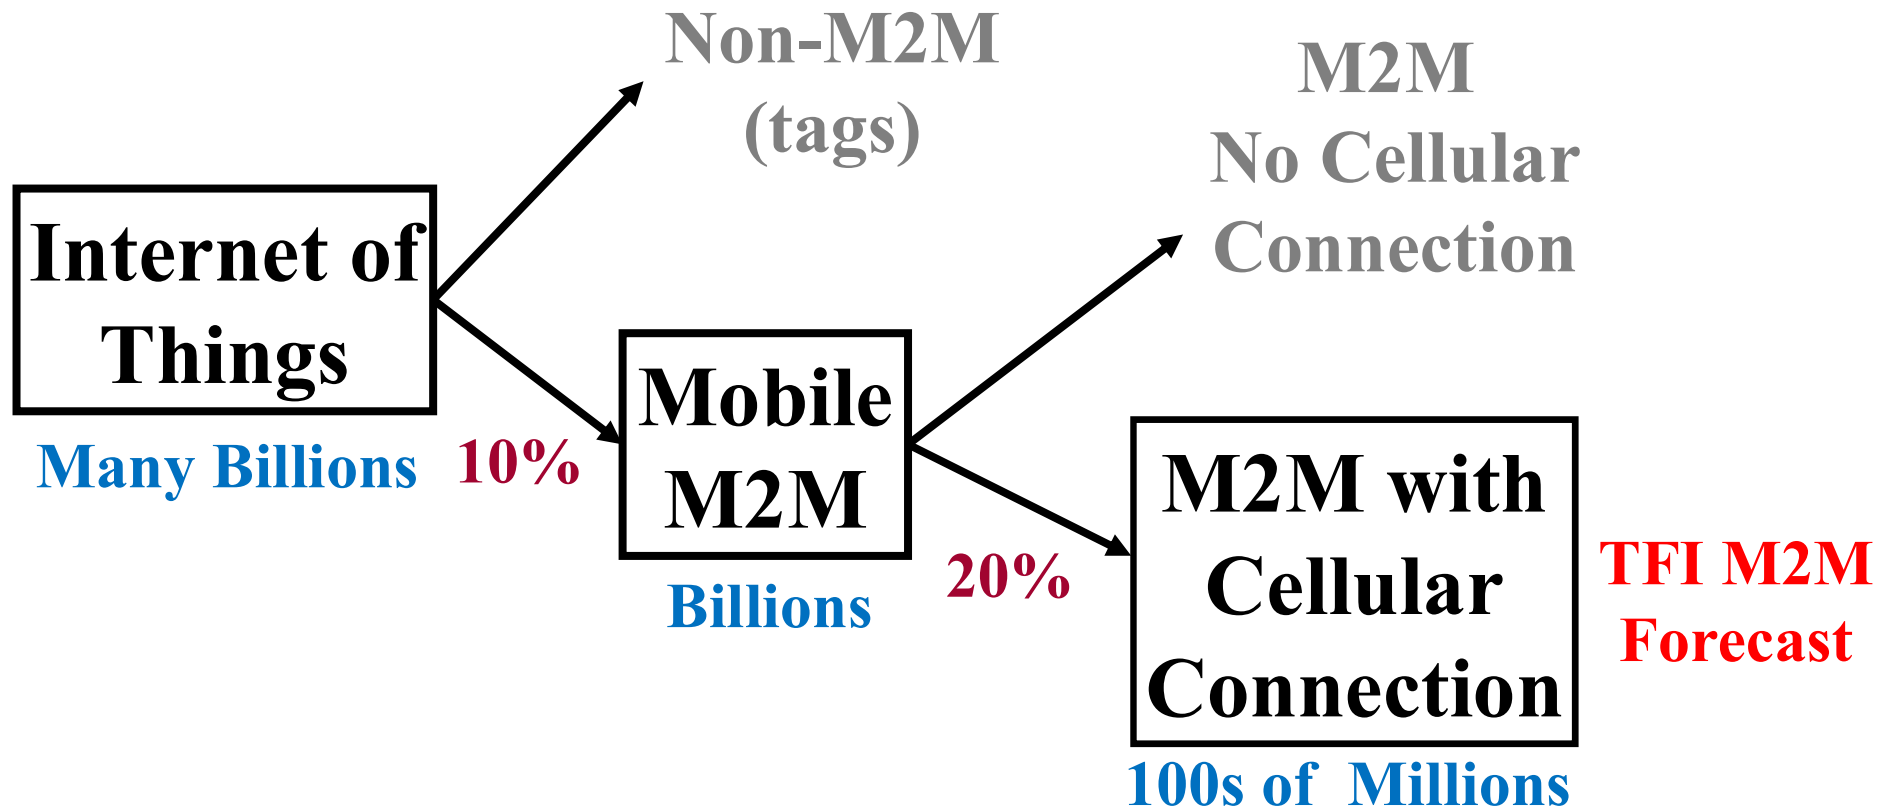 Non-M2M
(tags)
M2M
No Cellular
Connection
Internet of
Things
Many Billions
10%
Mobile
M2M
Billions
20%
M2M with
Cellular
Connection
100s of Millions
TFI M2M
Forecast